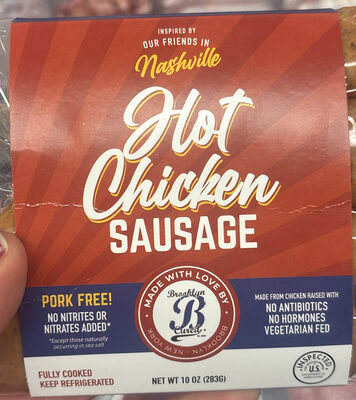 INSPIRED BY
OUR FRIENDS IN
Nashville
Hot
Chicken
SAUSAGE
PORK FREE!
NO NITRITES OR
NITRATES ADDED*
*Except those naturally
occurring in sea salt
FULLY COOKED
KEEP REFRIGERATED
• MADE WITH LOVE BY •
BROOKLYN • NEW YORK
Brooklyn
B
Cured
NET WT 10 OZ (283G)
MADE FROM CHICKEN RAISED WITH
NO ANTIBIOTICS
NO HORMONES
VEGETARIAN FED
INSPECTED
U.S.